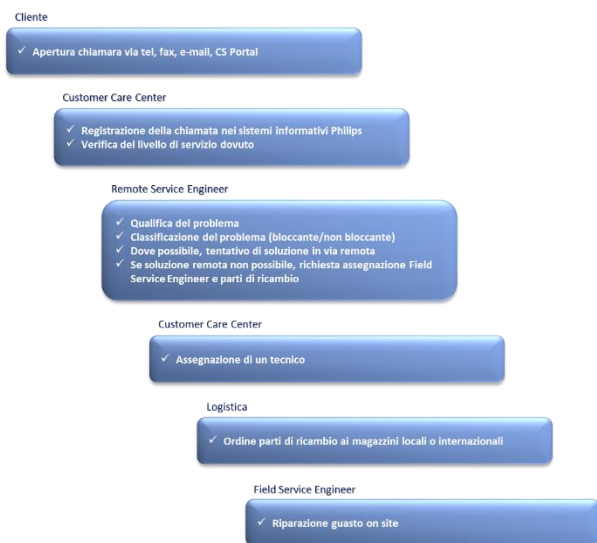 Cliente
✓ Apertura chiamara via tel, fax, e-mail, CS Portal
Customer Care Center
✓ Registrazione della chiamata nei sistemi informativi Philips
✓ Verifica del livello di servizio dovuto
Remote Service Engineer
✓ Qualifica del problema
✓ Classificazione del problema (bloccante/non bloccante)
✓ Dove possibile, tentativo di soluzione in via remota
✓ Se soluzione remota non possibile, richiesta assegnazione Field
Service Engineer e parti di ricambio
Customer Care Center
✓ Assegnazione di un tecnico
Logistica
✓ Ordine parti di ricambio ai magazzini locali o internazionali
Field Service Engineer
✓ Riparazione guasto on site